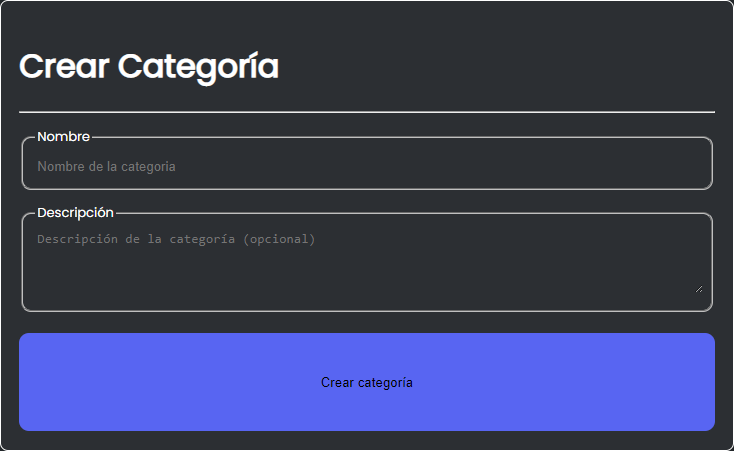 Crear Categoría
Nombre
Nombre de la categoria
Descripción
Descripción de la categoría (opcional)
Crear categoría